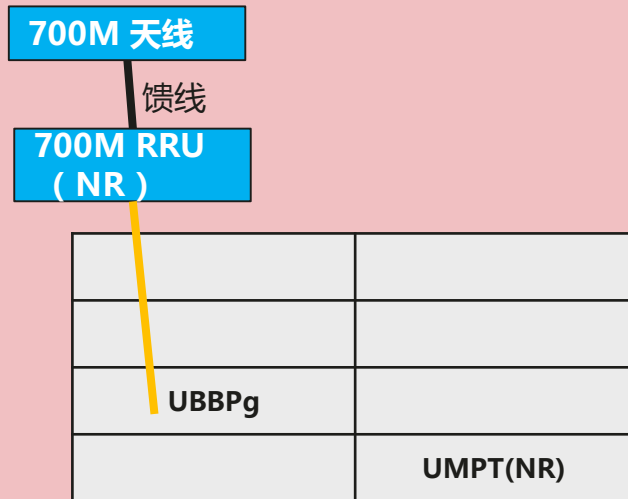 700M 天线
馈线
700M RRU
（ NR ）
UBBPg
UMPT(NR)